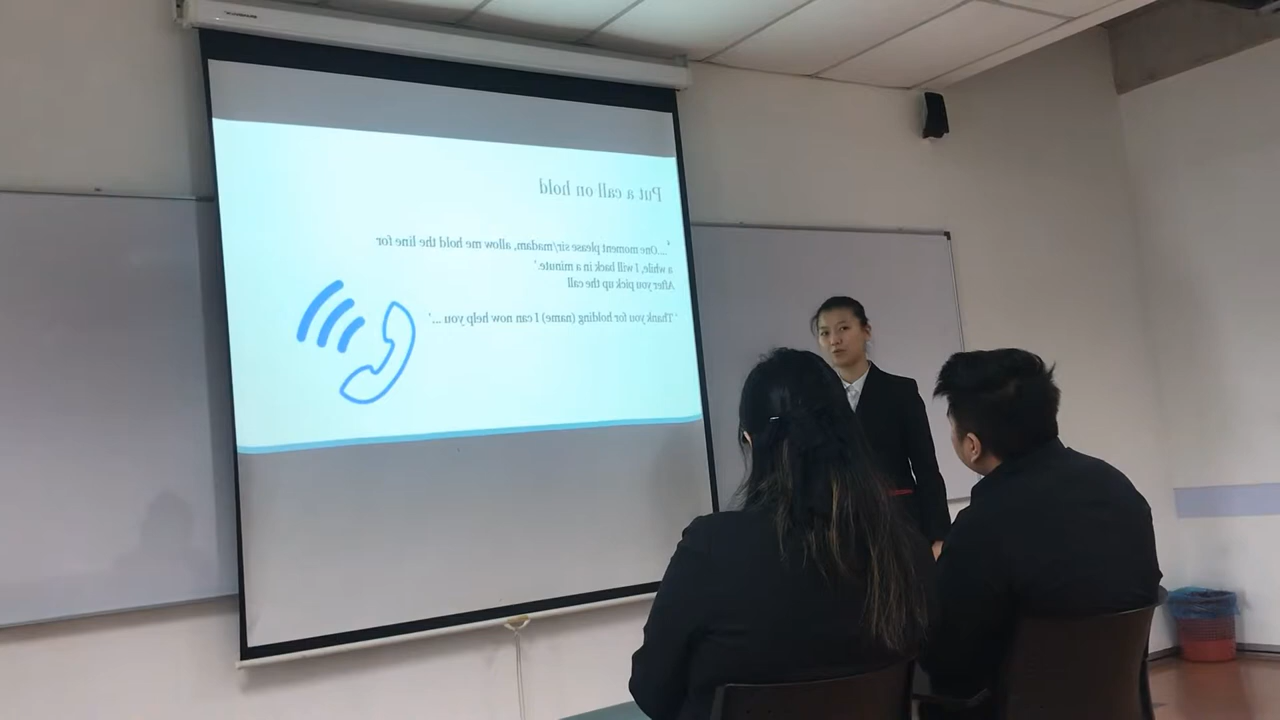 Put a call on hold
‘...One moment please sir/madam, allow me hold the line for
a while, I will back in a minute.’
After you pick up the call
‘Thank you for holding (name) I can now help you ...’